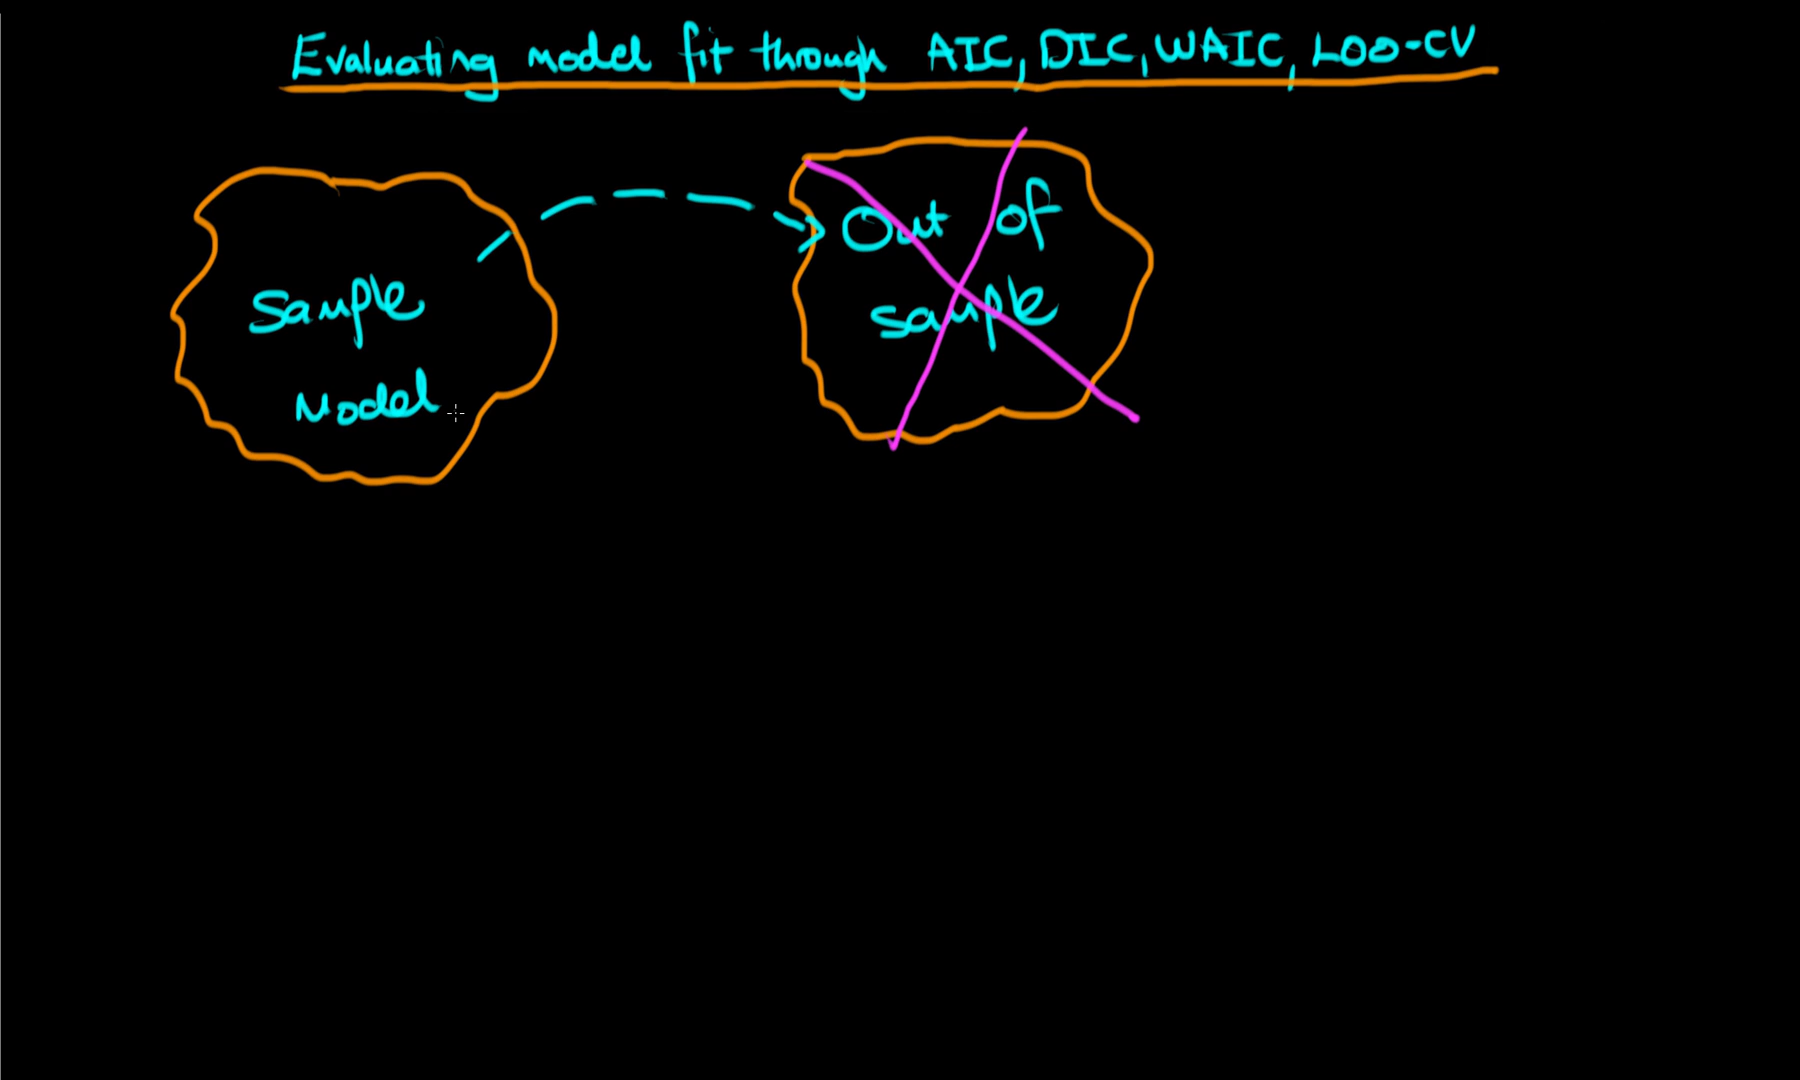 Evaluating model fit through AIC, DIC, WAIC, LOO-CV
Sample
Model
Out of
sample